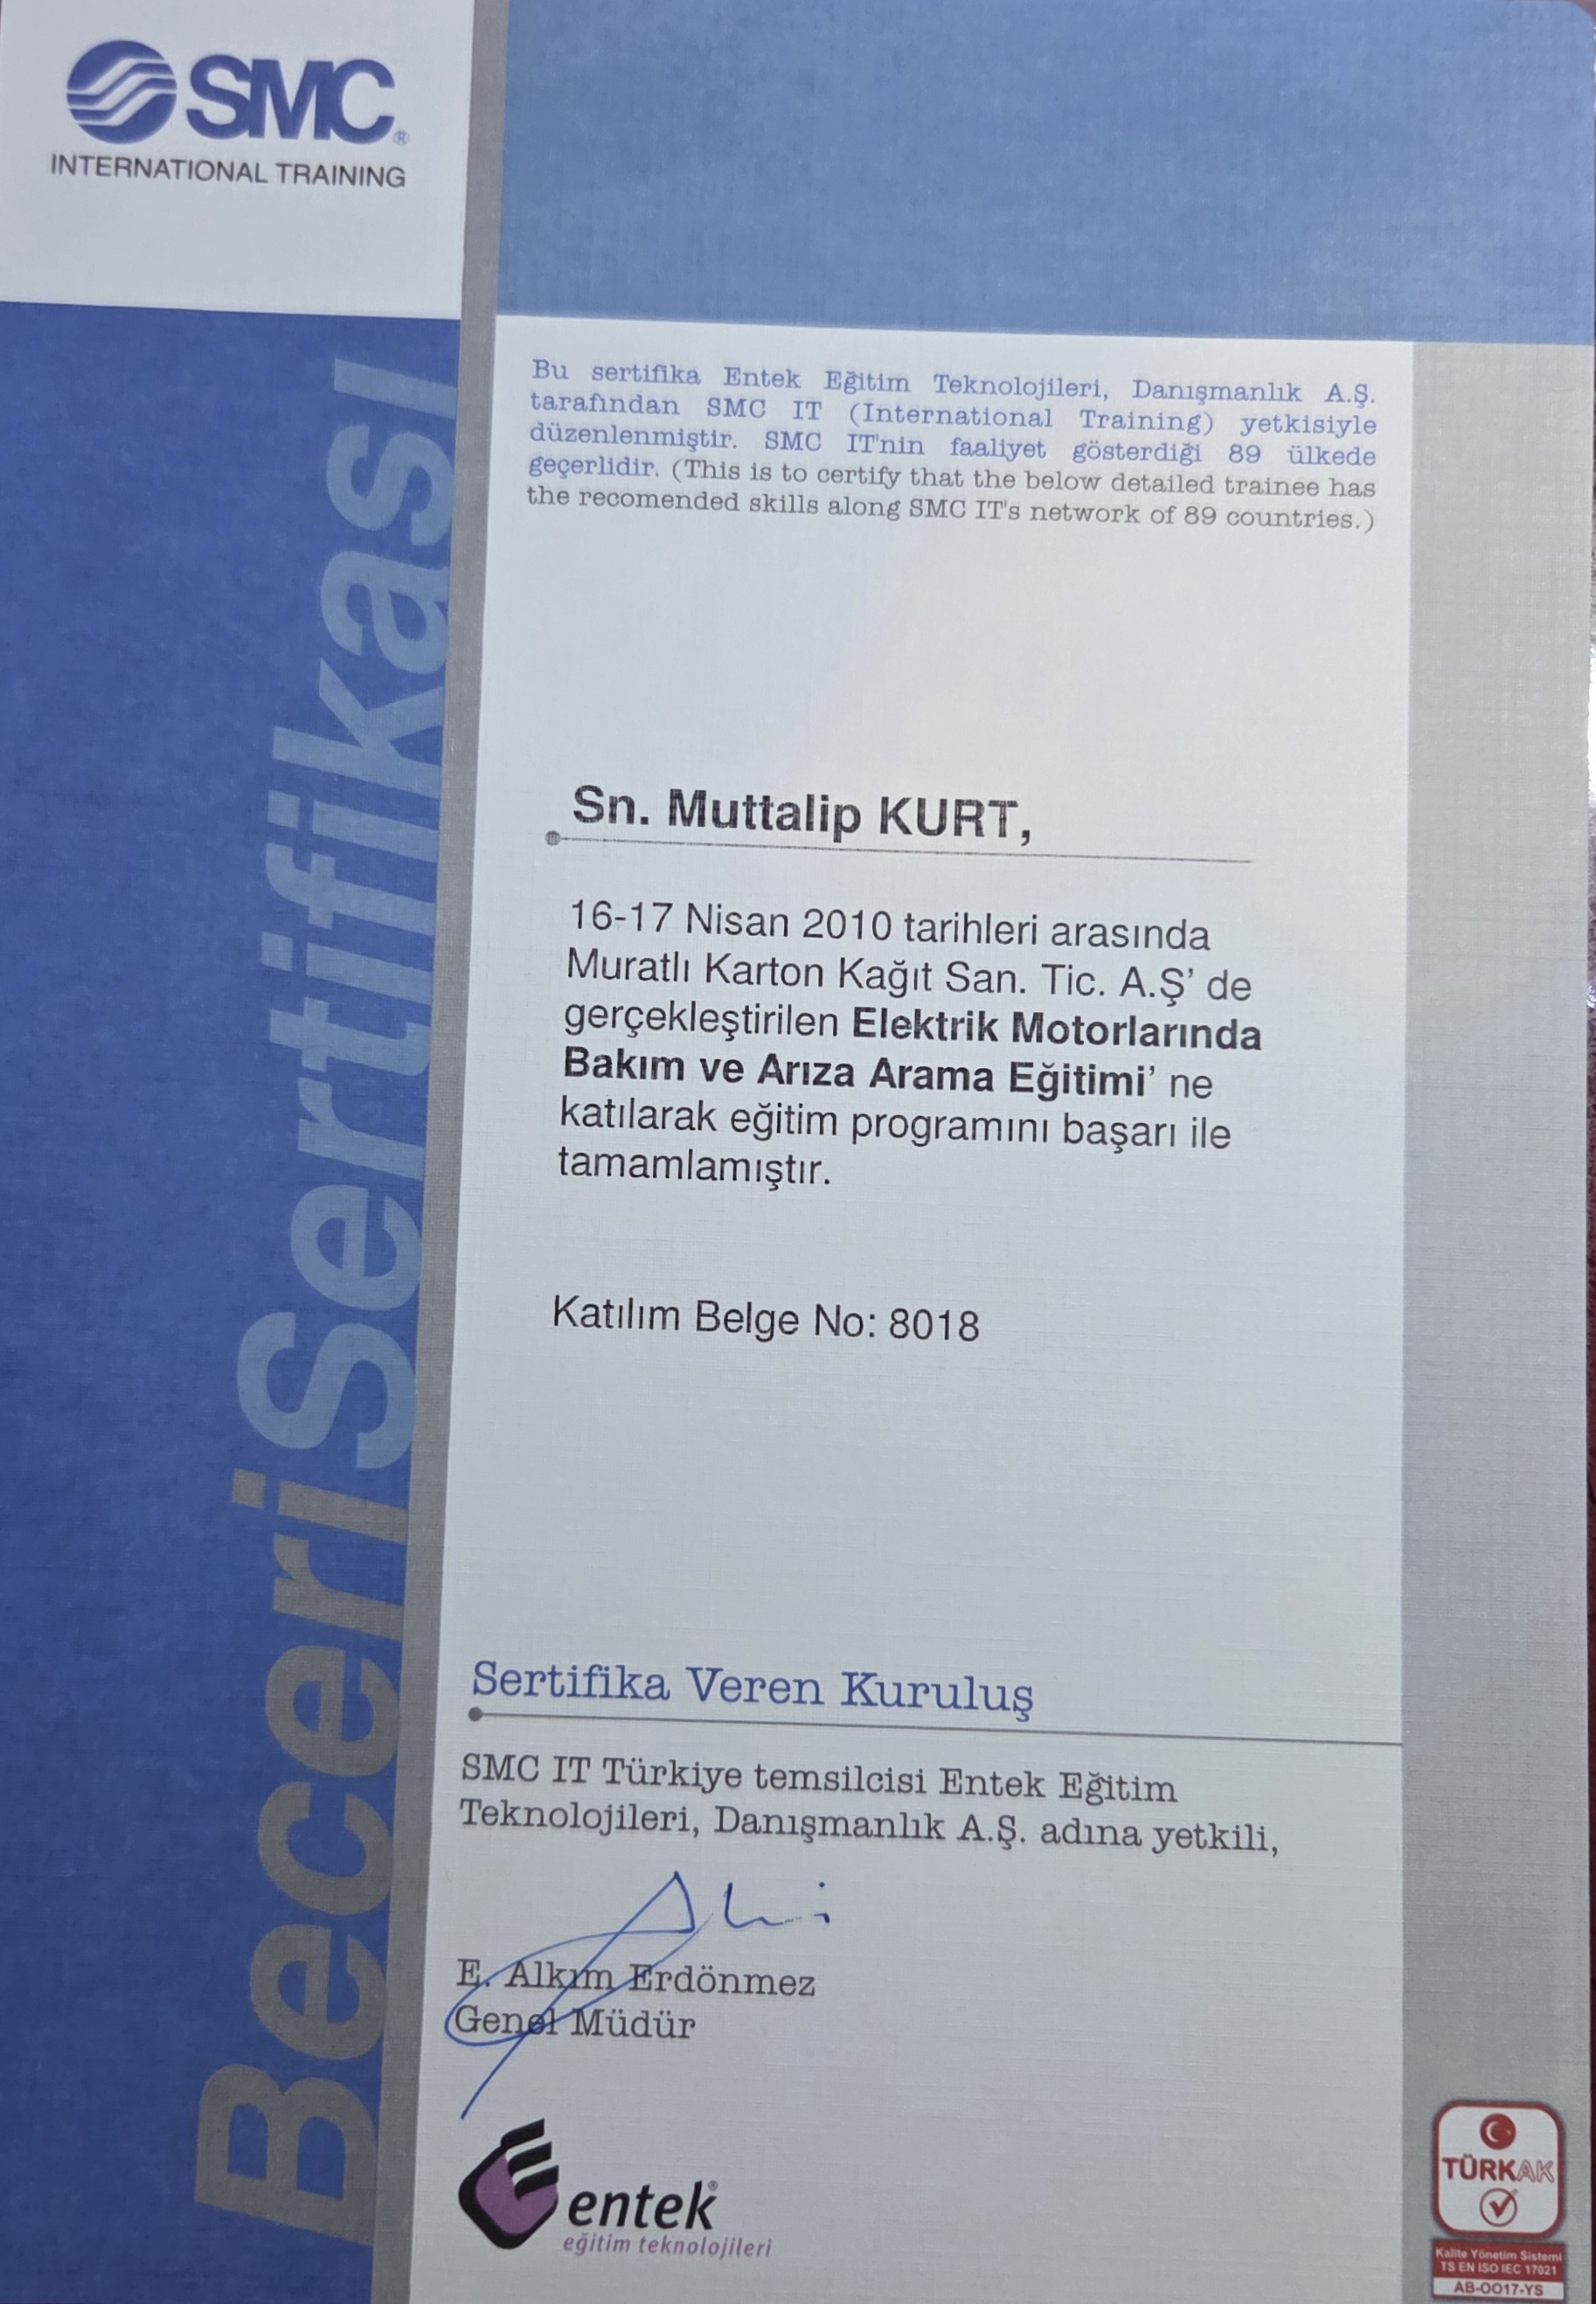 SMC®
INTERNATIONAL TRAINING
Beceri Sertifikası
Bu sertifika Entek Eğitim Teknolojileri, Danışmanlık A.Ş.
tarafından SMC IT (International Training) yetkisiyle
düzenlenmiştir. SMC IT'nin faaliyet gösterdiği 89 ülkede
geçerlidir. (This is to certify that the below detailed trainee has
the recomended skills along SMC IT's network of 89 countries.)
Sn. Muttalip KURT,
16-17 Nisan 2010 tarihleri arasında
Muratlı Karton Kağıt San. Tic. A.Ş' de
gerçekleştirilen Elektrik Motorlarında
Bakım ve Arıza Arama Eğitimi' ne
katılarak eğitim programını başarı ile
tamamlamıştır.
Katılım Belge No: 8018
Sertifika Veren Kuruluş
SMC IT Türkiye temsilcisi Entek Eğitim
Teknolojileri, Danışmanlık A.Ş. adına yetkili,
E. Alkım Erdönmez
Genel Müdür
entek®
eğitim teknolojileri
TÜRKAK
Kalite Yönetim Sistemi
TS EN ISO IEC 17021
AB-0017-YS